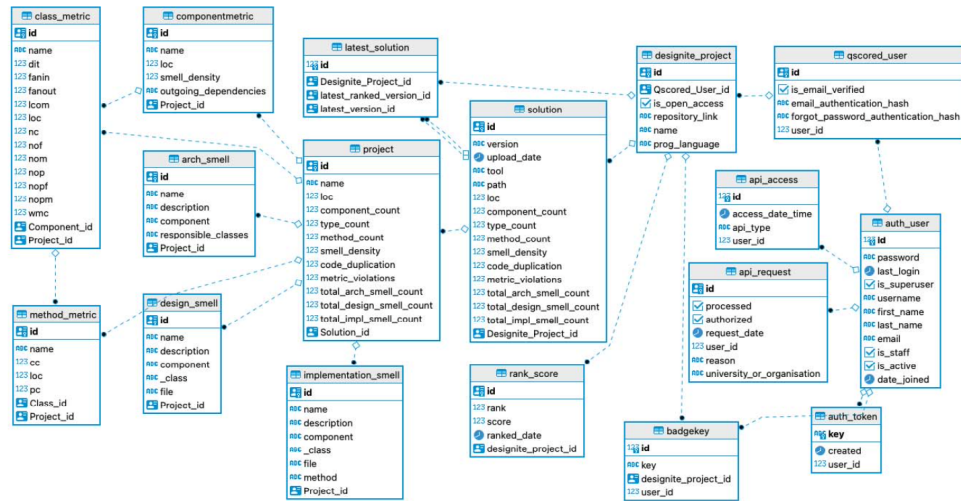 class_metric
id
name
dit
fanin
fanout
lcom
loc
nc
nof
nom
nop
nopf
nopm
wmc
Component_id
Project_id
componentmetric
id
name
loc
smell_density
outgoing_dependencies
Project_id
latest_solution
id
Designite_Project_id
latest_ranked_version_id
latest_version_id
designite_project
id
Qscored_User_id
is_open_access
repository_link
name
prog_language
qscored_user
id
is_email_verified
email_authentication_hash
forgot_password_authentication_hash
user_id
arch_smell
id
name
description
component
responsible_classes
Project_id
project
id
name
loc
component_count
type_count
method_count
smell_density
code_duplication
metric_violations
total_arch_smell_count
total_design_smell_count
total_impl_smell_count
Solution_id
solution
id
version
upload_date
tool
path
loc
component_count
type_count
method_count
smell_density
code_duplication
metric_violations
total_arch_smell_count
total_design_smell_count
total_impl_smell_count
Designite_Project_id
api_access
id
access_date_time
api_type
user_id
auth_user
id
password
last_login
is_superuser
username
first_name
last_name
email
is_staff
is_active
date_joined
api_request
id
processed
authorized
request_date
user_id
reason
university_or_organisation
method_metric
id
name
cc
loc
pc
Class_id
Project_id
design_smell
id
name
description
component
_class
file
Project_id
implementation_smell
id
name
description
component
_class
file
method
Project_id
rank_score
id
rank
score
ranked_date
designite_project_id
badgekey
id
key
designite_project_id
user_id
auth_token
key
created
user_id